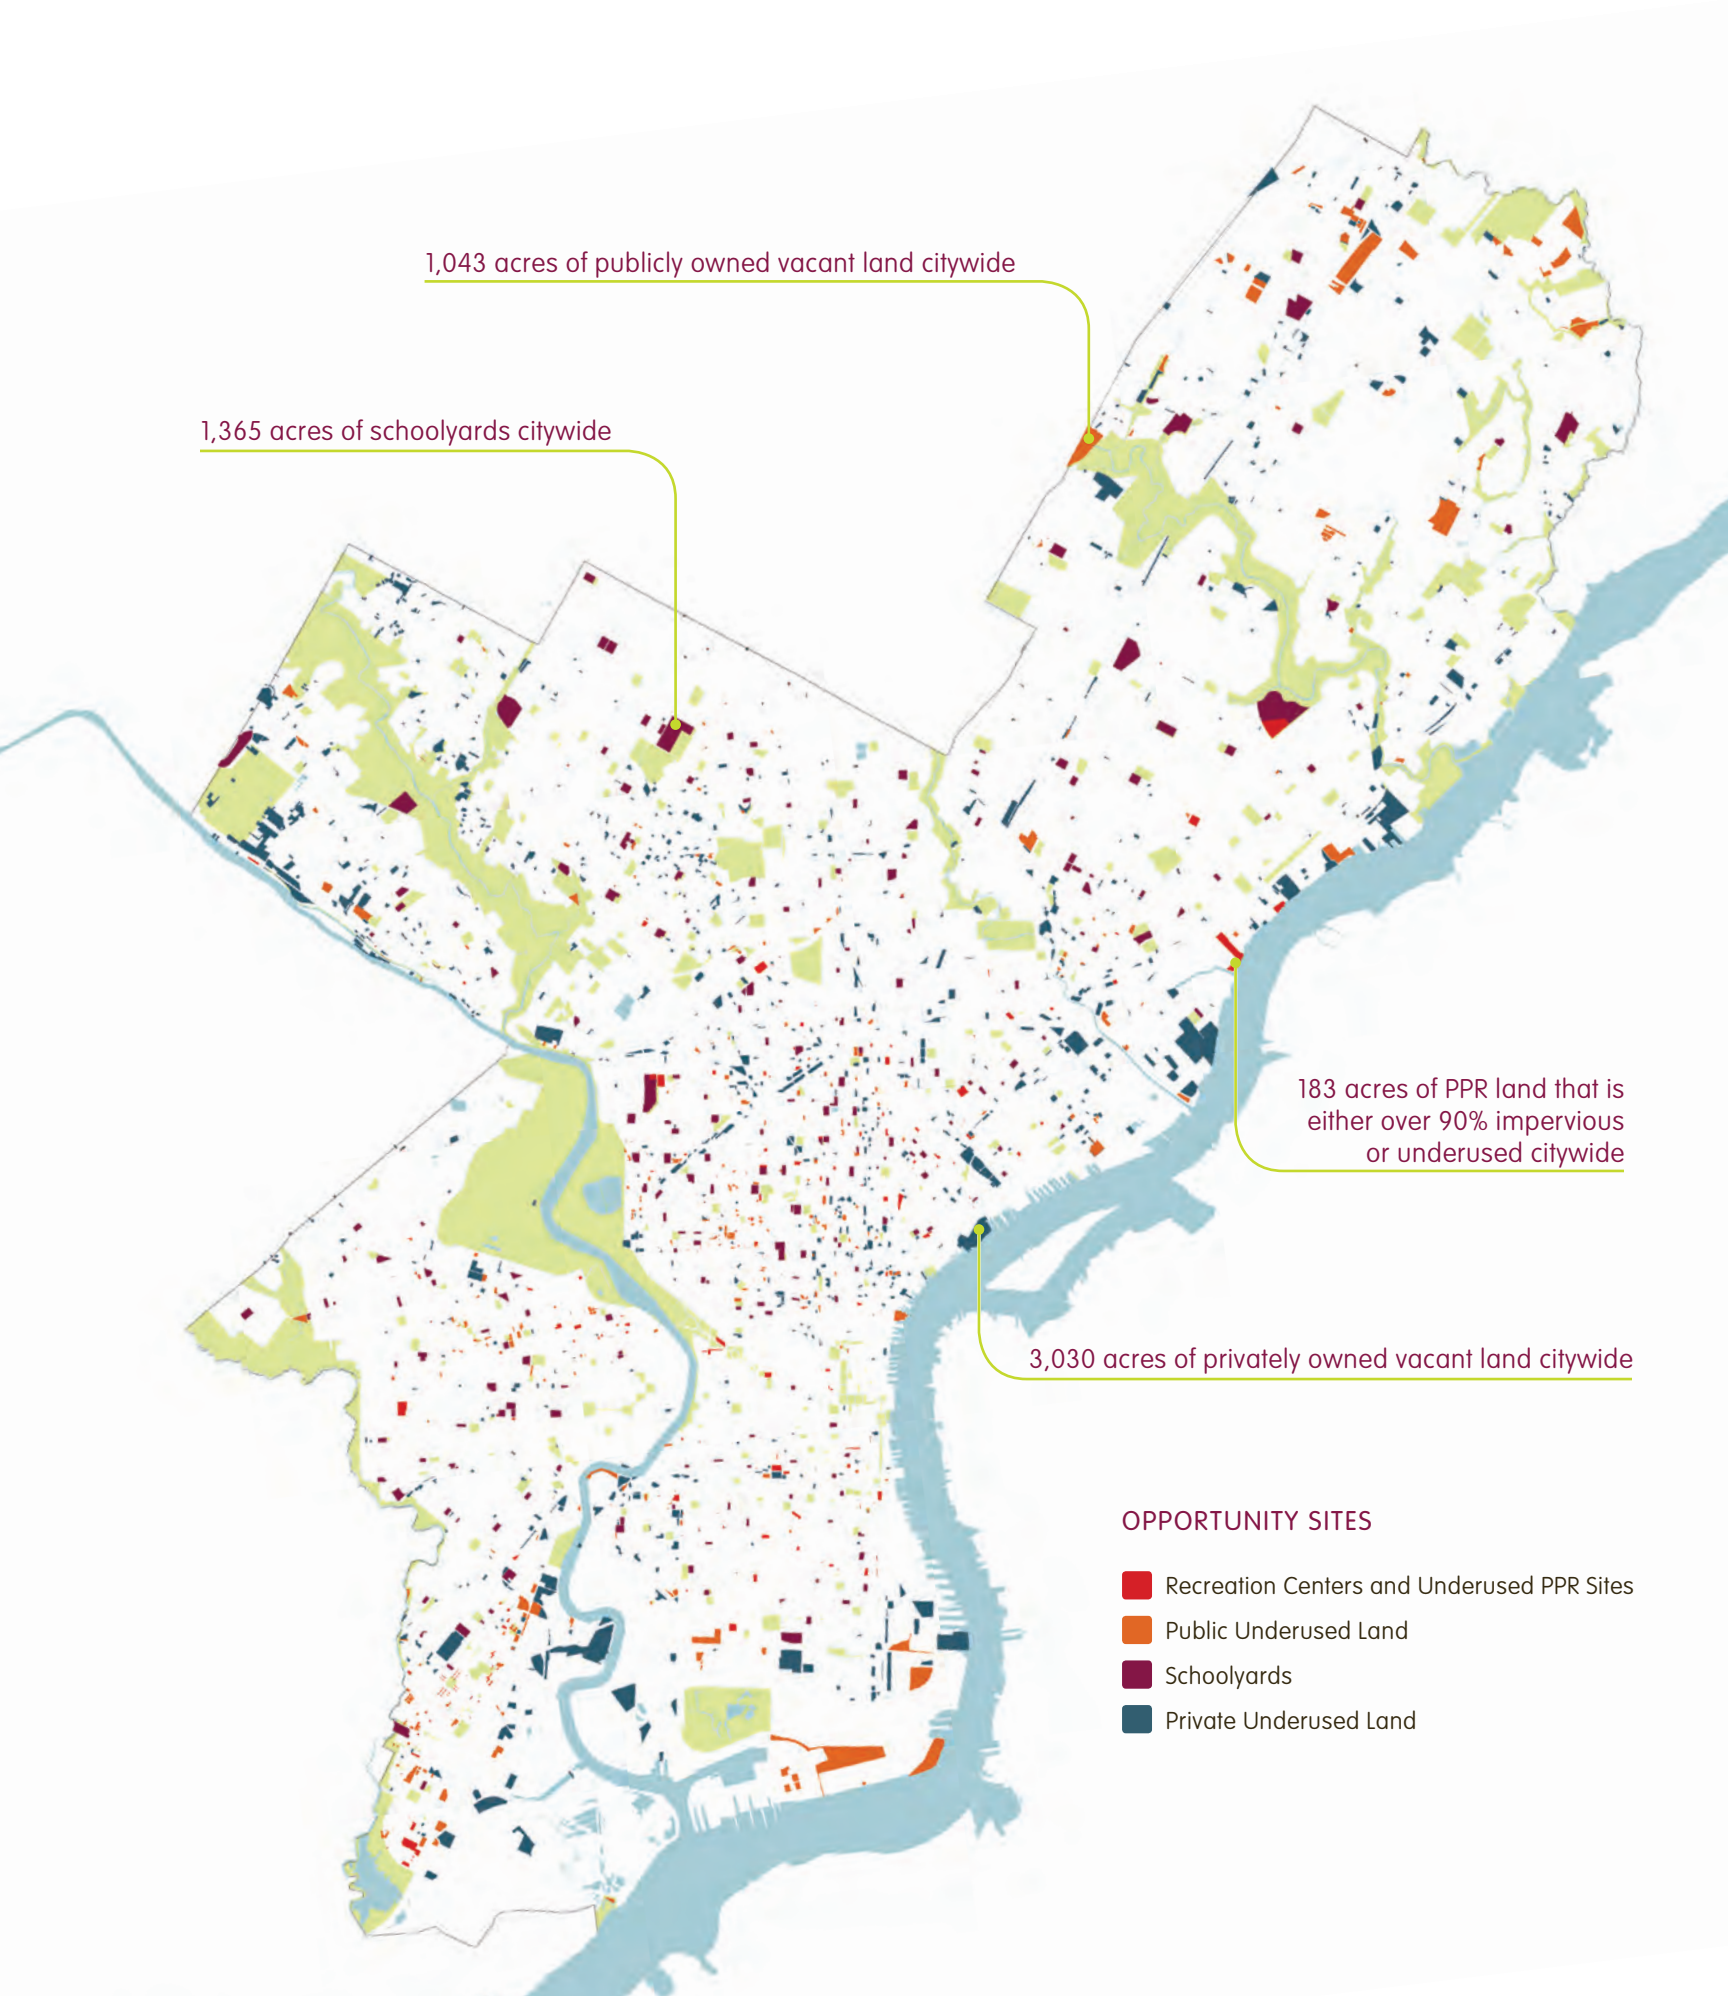 1,043 acres of publicly owned vacant land citywide
1,365 acres of schoolyards citywide
183 acres of PPR land that is
either over 90% impervious
or underused citywide
3,030 acres of privately owned vacant land citywide
OPPORTUNITY SITES
Recreation Centers and Underused PPR Sites
Public Underused Land
Schoolyards
Private Underused Land